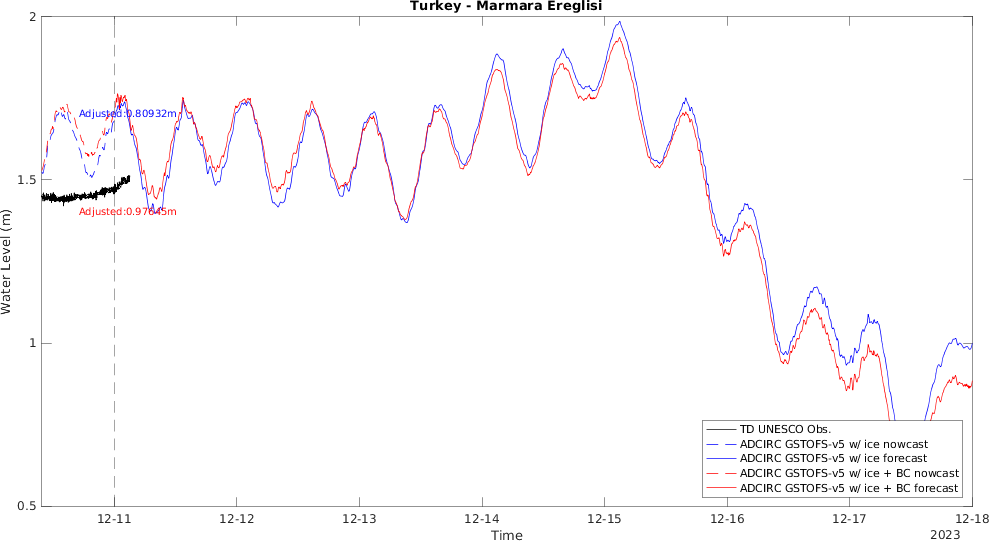 Turkey - Marmara Ereglisi
2
1.5
1
0.5
Water Level (m)
Adjusted:0.80932m
Adjusted:0.97645m
TD UNESCO Obs.
ADCIRC GSTOFS-v5 w/ ice nowcast
ADCIRC GSTOFS-v5 w/ ice forecast
ADCIRC GSTOFS-v5 w/ ice + BC nowcast
ADCIRC GSTOFS-v5 w/ ice + BC forecast
12-11 12-12 12-13 12-14 12-15 12-16 12-17 12-18
Time
2023